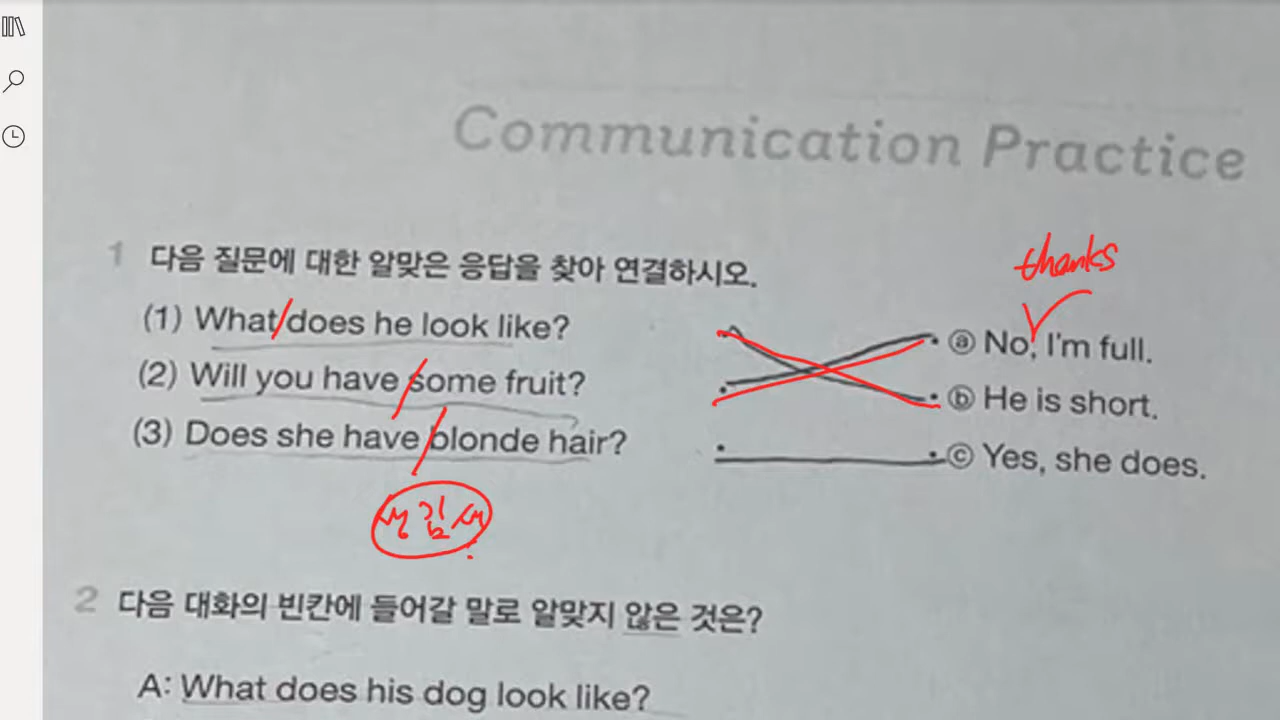 Communication Practice
thanks
1 다음 질문에 대한 알맞은 응답을 찾아 연결하시오.
(1) What does he look like?
ⓐ No, I'm full.
(2) Will you have some fruit?
ⓑ He is short.
(3) Does she have blonde hair?
ⓒ Yes, she does.
생김새
2 다음 대화의 빈칸에 들어갈 말로 알맞지 않은 것은?
A: What does his dog look like?